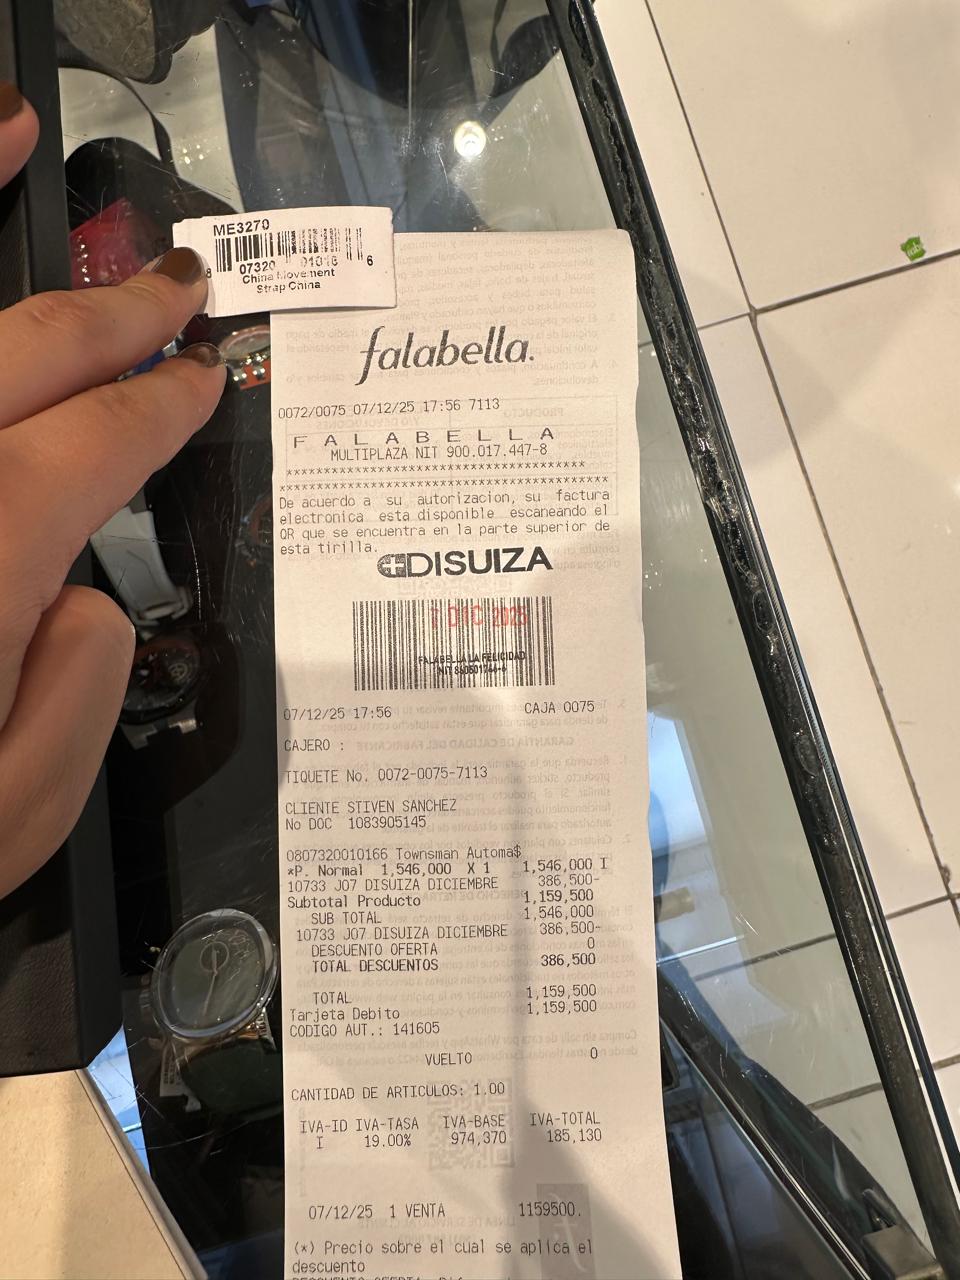 ME3270
07320 91016 6
China Movement
Strap China
falabella.
0072/0075 07/12/25 17:56 7113
F A L A B E L L A
MULTIPLAZA NIT 900.017.447-8
De acuerdo a su autorizacion, su factura
electronica esta disponible escaneando el
QR que se encuentra en la parte superior de
esta tirilla.
DISUIZA
DIC 2025
FALABELLA LA FELICIDAD
07/12/25 17:56 CAJA 0075
CAJERO :
TIQUETE No. 0072-0075-7113
CLIENTE STIVEN SANCHEZ
No DOC 1083905145
0807320010166 Townsman Automa$
*P. Normal 1,546,000 X 1 1,546,000 I
10733 J07 DISUIZA DICIEMBRE 386,500-
Subtotal Producto 1,159,500
SUB TOTAL 1,546,000
10733 J07 DISUIZA DICIEMBRE 386,500-
DESCUENTO OFERTA 0
TOTAL DESCUENTOS 386,500
TOTAL 1,159,500
Tarjeta Debito 1,159,500
CODIGO AUT.: 141605
VUELTO 0
CANTIDAD DE ARTICULOS: 1.00
IVA-ID IVA-TASA IVA-BASE IVA-TOTAL
I 19.00% 974,370 185,130
07/12/25 1 VENTA 1159500.
(*) Precio sobre el cual se aplica el
descuento